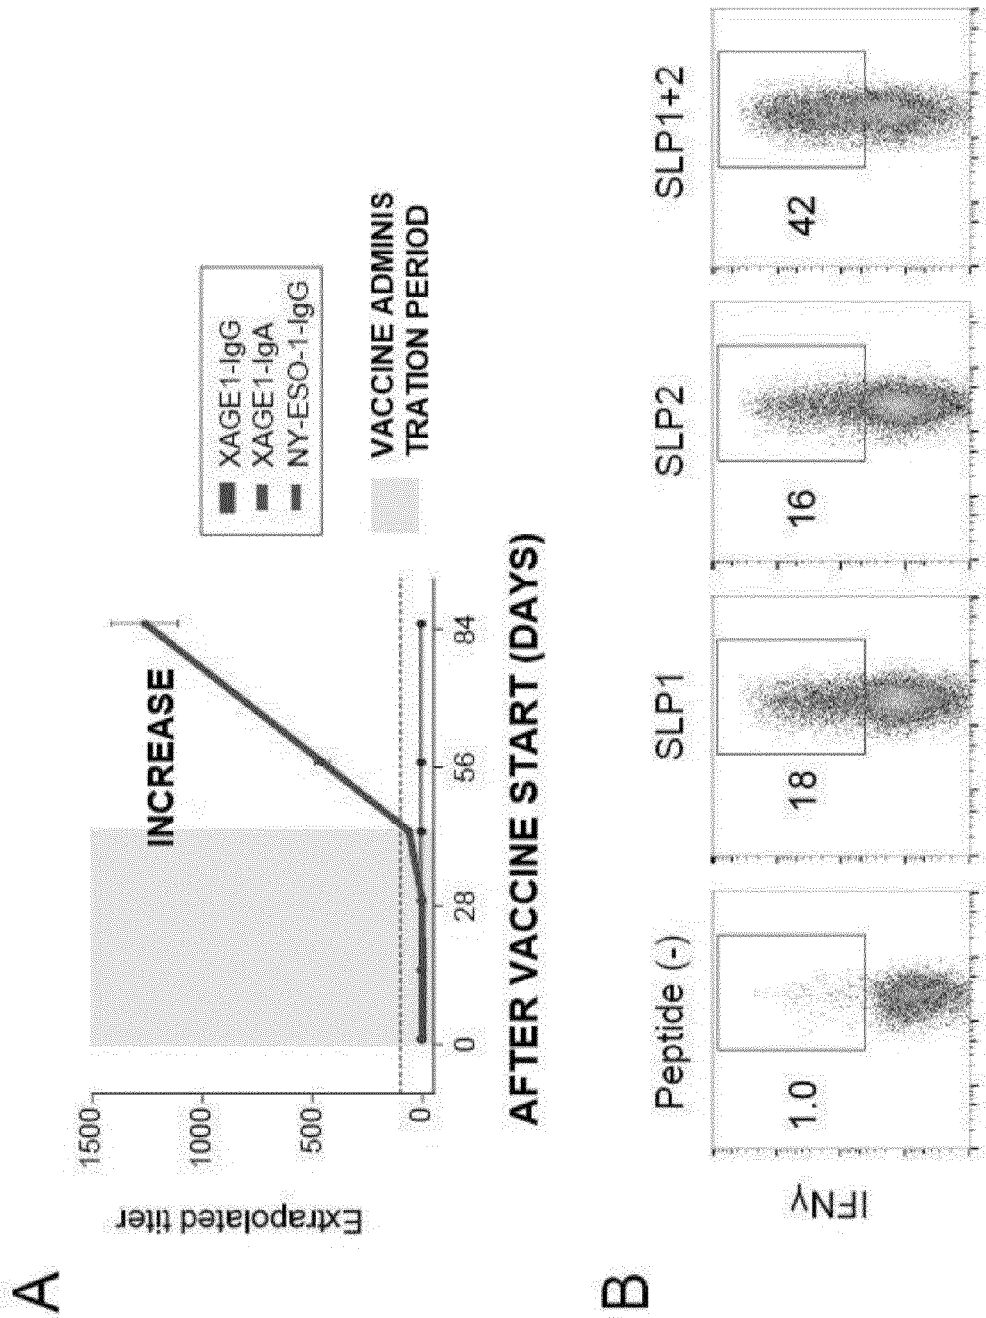 A
Extrapolated titer
1500
1000
500
0
INCREASE
0
28
56
84
AFTER VACCINE START (DAYS)
XAGE1-IgG
XAGE1-IgA
NY-ESO-1-IgG
VACCINE ADMINIS
TRATION PERIOD
B
IFNγ
Peptide (-)
SLP1
SLP2
SLP1+2
1.0
18
16
42